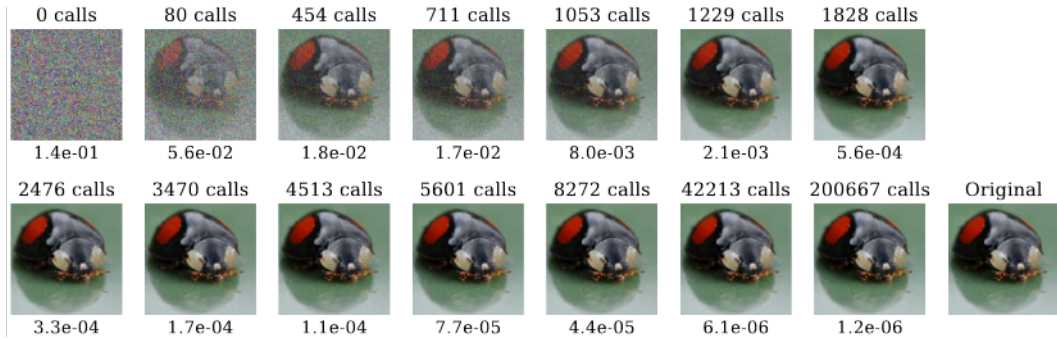 0 calls 80 calls 454 calls 711 calls 1053 calls 1229 calls 1828 calls
1.4e-01 5.6e-02 1.8e-02 1.7e-02 8.0e-03 2.1e-03 5.6e-04
2476 calls 3470 calls 4513 calls 5601 calls 8272 calls 42213 calls 200667 calls Original
3.3e-04 1.7e-04 1.1e-04 7.7e-05 4.4e-05 6.1e-06 1.2e-06